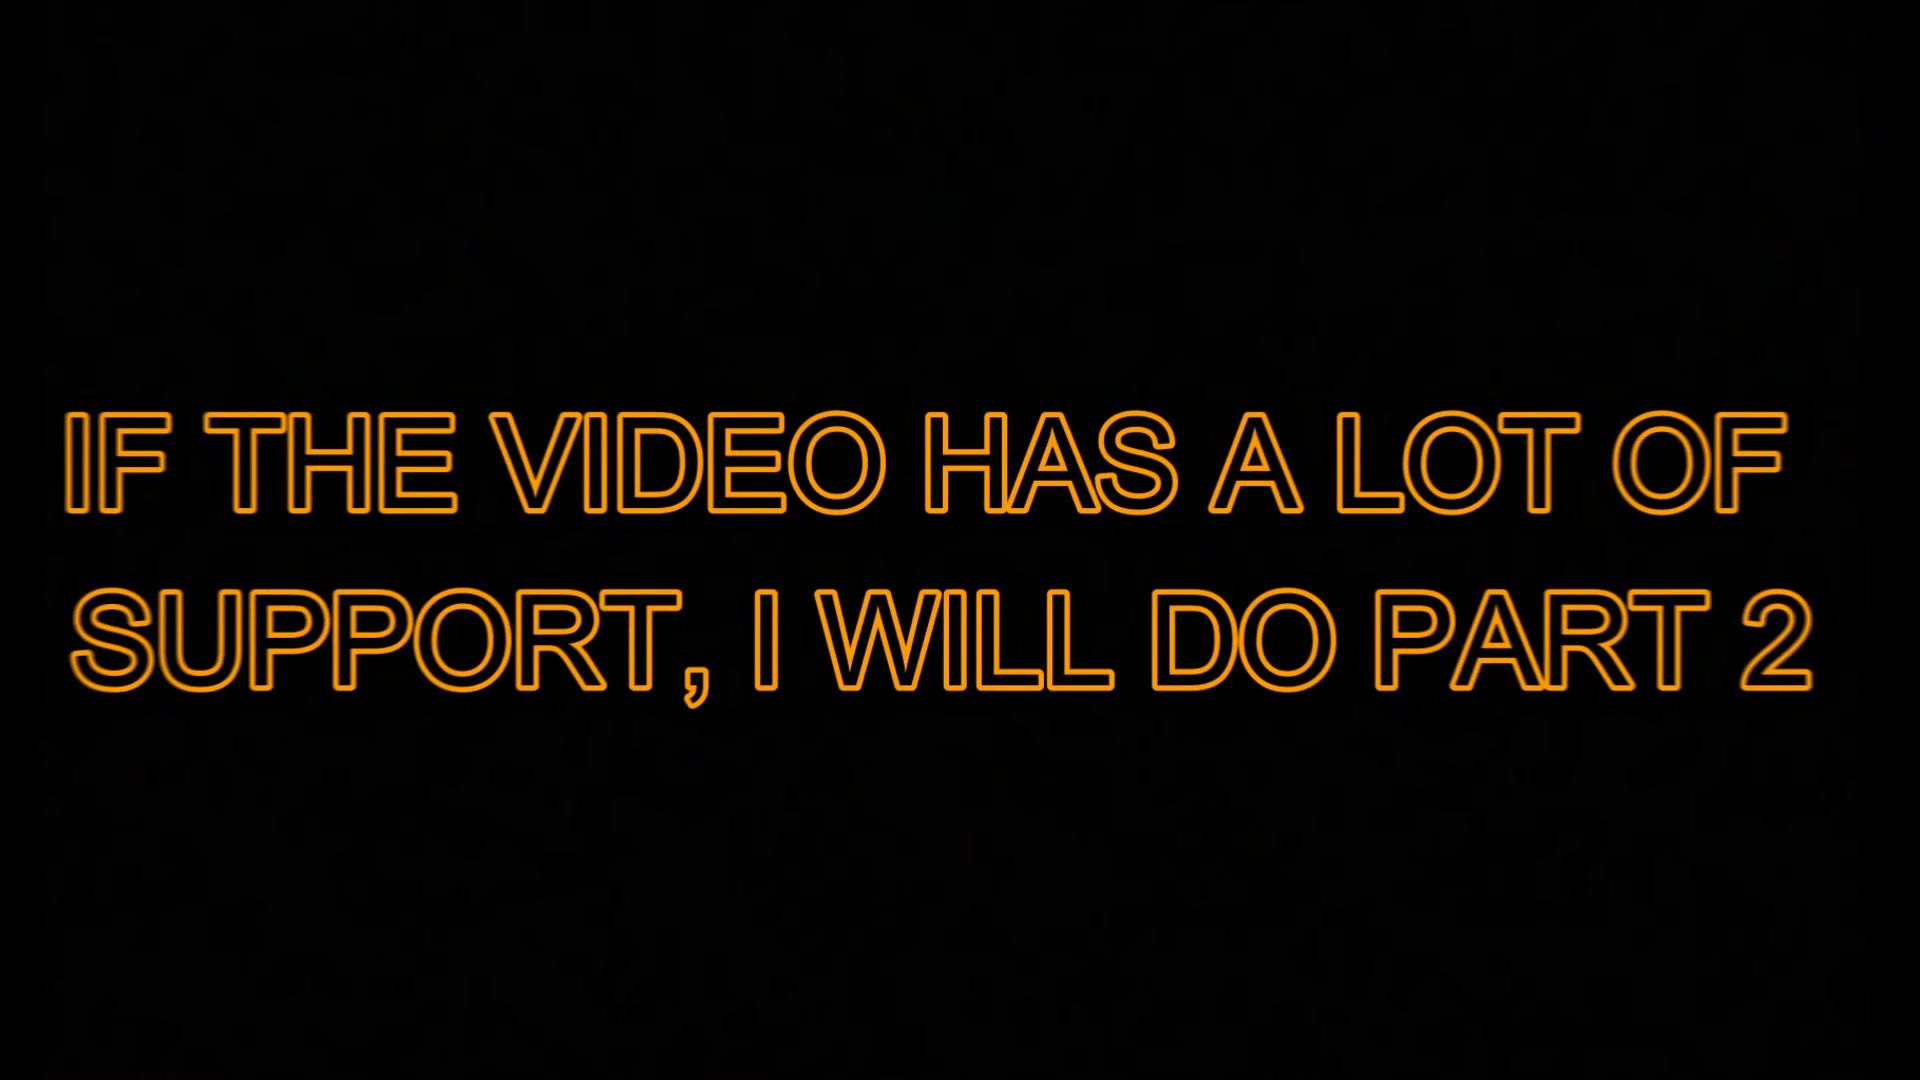 IF THE VIDEO HAS A LOT OF
SUPPORT, I WILL DO PART 2